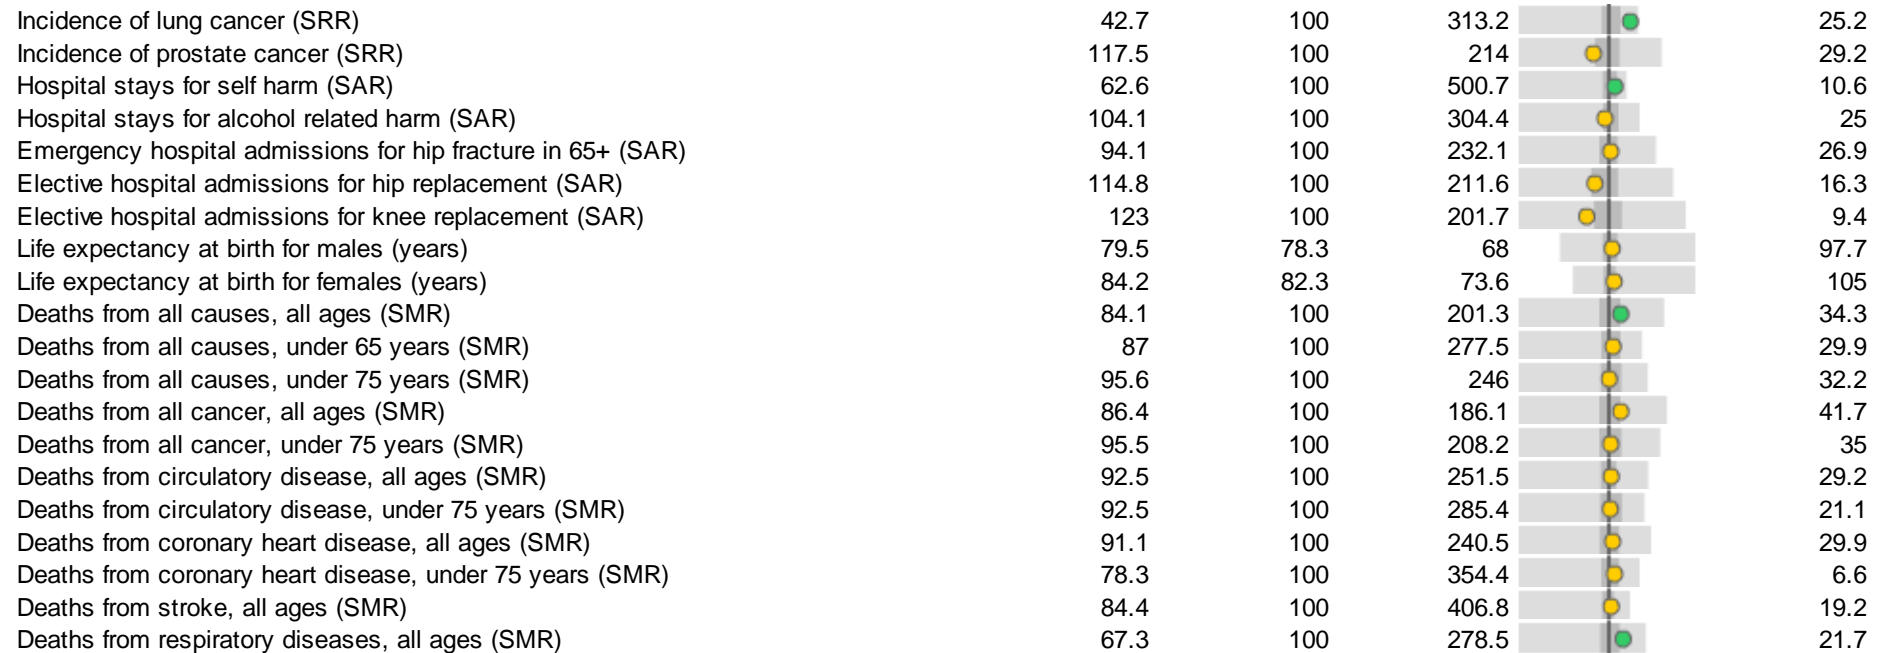 Incidence of lung cancer (SRR) 42.7 100 313.2 25.2
Incidence of prostate cancer (SRR) 117.5 100 214 29.2
Hospital stays for self harm (SAR) 62.6 100 500.7 10.6
Hospital stays for alcohol related harm (SAR) 104.1 100 304.4 25
Emergency hospital admissions for hip fracture in 65+ (SAR) 94.1 100 232.1 26.9
Elective hospital admissions for hip replacement (SAR) 114.8 100 211.6 16.3
Elective hospital admissions for knee replacement (SAR) 123 100 201.7 9.4
Life expectancy at birth for males (years) 79.5 78.3 68 97.7
Life expectancy at birth for females (years) 84.2 82.3 73.6 105
Deaths from all causes, all ages (SMR) 84.1 100 201.3 34.3
Deaths from all causes, under 65 years (SMR) 87 100 277.5 29.9
Deaths from all causes, under 75 years (SMR) 95.6 100 246 32.2
Deaths from all cancer, all ages (SMR) 86.4 100 186.1 41.7
Deaths from all cancer, under 75 years (SMR) 95.5 100 208.2 35
Deaths from circulatory disease, all ages (SMR) 92.5 100 251.5 29.2
Deaths from circulatory disease, under 75 years (SMR) 92.5 100 285.4 21.1
Deaths from coronary heart disease, all ages (SMR) 91.1 100 240.5 29.9
Deaths from coronary heart disease, under 75 years (SMR) 78.3 100 354.4 6.6
Deaths from stroke, all ages (SMR) 84.4 100 406.8 19.2
Deaths from respiratory diseases, all ages (SMR) 67.3 100 278.5 21.7